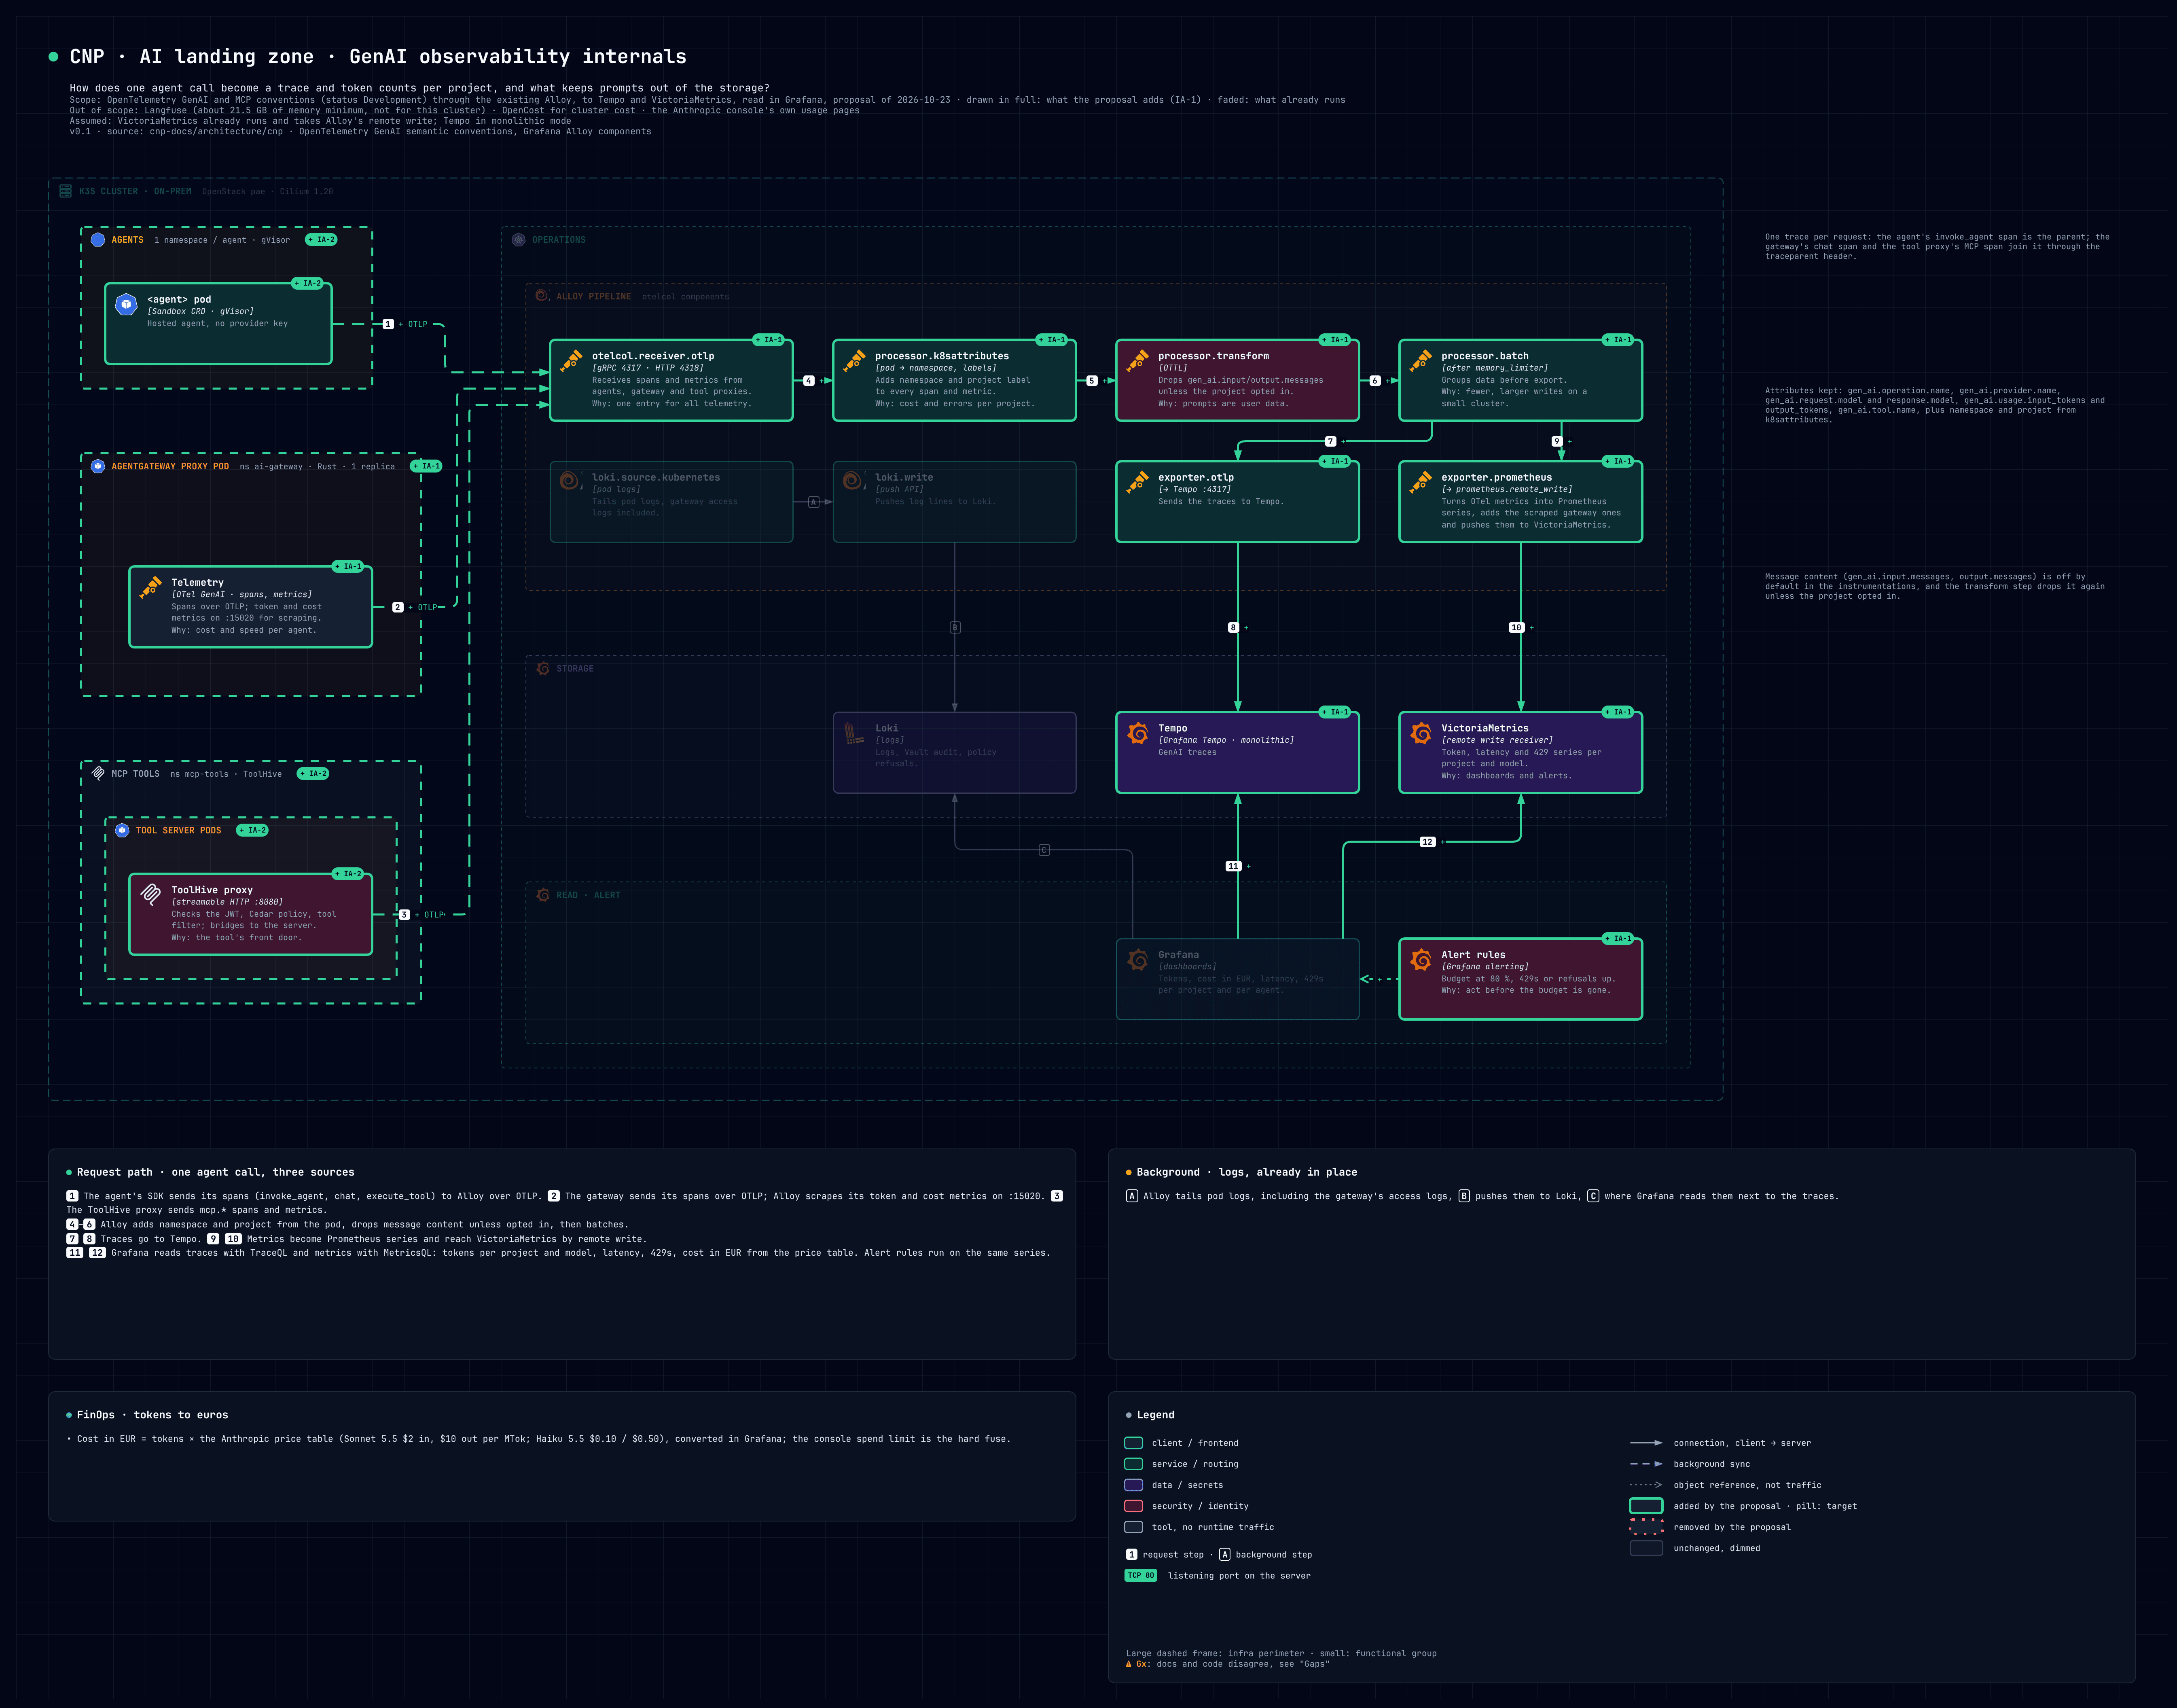 CNP · AI landing zone · GenAI observability internals
How does one agent call become a trace and token counts per project, and what keeps prompts out of the storage?
Scope: OpenTelemetry GenAI and MCP conventions (status Development) through the existing Alloy, to Tempo and VictoriaMetrics, read in Grafana, proposal of 2026-10-23 · drawn in full: what the proposal adds (IA-1) · faded: what already runs
Out of scope: Langfuse (about 21.5 GB of memory minimum, not for this cluster) · OpenCost for cluster cost · the Anthropic console's own usage pages
Assumed: VictoriaMetrics already runs and takes Alloy's remote write; Tempo in monolithic mode
v0.1 · source: cnp-docs/architecture/cnp · OpenTelemetry GenAI semantic conventions, Grafana Alloy components
K3S CLUSTER · ON-PREM OpenStack pae · Cilium 1.20
AGENTS 1 namespace / agent · gVisor + IA-2
+ IA-2
<agent> pod
[Sandbox CRD · gVisor]
Hosted agent, no provider key
1 + OTLP
AGENTGATEWAY PROXY POD ns ai-gateway · Rust · 1 replica + IA-1
+ IA-1
Telemetry
[OTel GenAI · spans, metrics]
Spans over OTLP; token and cost
metrics on :15020 for scraping.
Why: cost and speed per agent.
2 + OTLP
MCP TOOLS ns mcp-tools · ToolHive + IA-2
TOOL SERVER PODS + IA-2
+ IA-2
ToolHive proxy
[streamable HTTP :8080]
Checks the JWT, Cedar policy, tool
filter; bridges to the server.
Why: the tool's front door.
3 + OTLP
OPERATIONS
ALLOY PIPELINE otelcol components
+ IA-1
otelcol.receiver.otlp
[gRPC 4317 · HTTP 4318]
Receives spans and metrics from
agents, gateway and tool proxies.
Why: one entry for all telemetry.
4 +
+ IA-1
processor.k8sattributes
[pod → namespace, labels]
Adds namespace and project label
to every span and metric.
Why: cost and errors per project.
5 +
+ IA-1
processor.transform
[OTTL]
Drops gen_ai.input/output.messages
unless the project opted in.
Why: prompts are user data.
6 +
+ IA-1
processor.batch
[after memory_limiter]
Groups data before export.
Why: fewer, larger writes on a
small cluster.
7 +
9 +
loki.source.kubernetes
[pod logs]
Tails pod logs, gateway access
logs included.
A
loki.write
[push API]
Pushes log lines to Loki.
+ IA-1
exporter.otlp
[→ Tempo :4317]
Sends the traces to Tempo.
+ IA-1
exporter.prometheus
[→ prometheus.remote_write]
Turns OTel metrics into Prometheus
series, adds the scraped gateway ones
and pushes them to VictoriaMetrics.
B
8 +
10 +
STORAGE
Loki
[logs]
Logs, Vault audit, policy
refusals.
+ IA-1
Tempo
[Grafana Tempo · monolithic]
GenAI traces
+ IA-1
VictoriaMetrics
[remote write receiver]
Token, latency and 429 series per
project and model.
Why: dashboards and alerts.
C
11 +
12 +
READ · ALERT
Grafana
[dashboards]
Tokens, cost in EUR, latency, 429s
per project and per agent.
+
+ IA-1
Alert rules
[Grafana alerting]
Budget at 80 %, 429s or refusals up.
Why: act before the budget is gone.
One trace per request: the agent's invoke_agent span is the parent; the
gateway's chat span and the tool proxy's MCP span join it through the
traceparent header.
Attributes kept: gen_ai.operation.name, gen_ai.provider.name,
gen_ai.request.model and response.model, gen_ai.usage.input_tokens and
output_tokens, gen_ai.tool.name, plus namespace and project from
k8sattributes.
Message content (gen_ai.input.messages, output.messages) is off by
default in the instrumentations, and the transform step drops it again
unless the project opted in.
Request path · one agent call, three sources
1 The agent's SDK sends its spans (invoke_agent, chat, execute_tool) to Alloy over OTLP. 2 The gateway sends its spans over OTLP; Alloy scrapes its token and cost metrics on :15020. 3
The ToolHive proxy sends mcp.* spans and metrics.
4-6 Alloy adds namespace and project from the pod, drops message content unless opted in, then batches.
7 8 Traces go to Tempo. 9 10 Metrics become Prometheus series and reach VictoriaMetrics by remote write.
11 12 Grafana reads traces with TraceQL and metrics with MetricsQL: tokens per project and model, latency, 429s, cost in EUR from the price table. Alert rules run on the same series.
Background · logs, already in place
A Alloy tails pod logs, including the gateway's access logs, B pushes them to Loki, C where Grafana reads them next to the traces.
FinOps · tokens to euros
• Cost in EUR = tokens × the Anthropic price table (Sonnet 5.5 $2 in, $10 out per MTok; Haiku 5.5 $0.10 / $0.50), converted in Grafana; the console spend limit is the hard fuse.
Legend
client / frontend
service / routing
data / secrets
security / identity
tool, no runtime traffic
1 request step · A background step
TCP 80 listening port on the server
connection, client → server
background sync
object reference, not traffic
added by the proposal · pill: target
removed by the proposal
unchanged, dimmed
Large dashed frame: infra perimeter · small: functional group
Gx: docs and code disagree, see "Gaps"